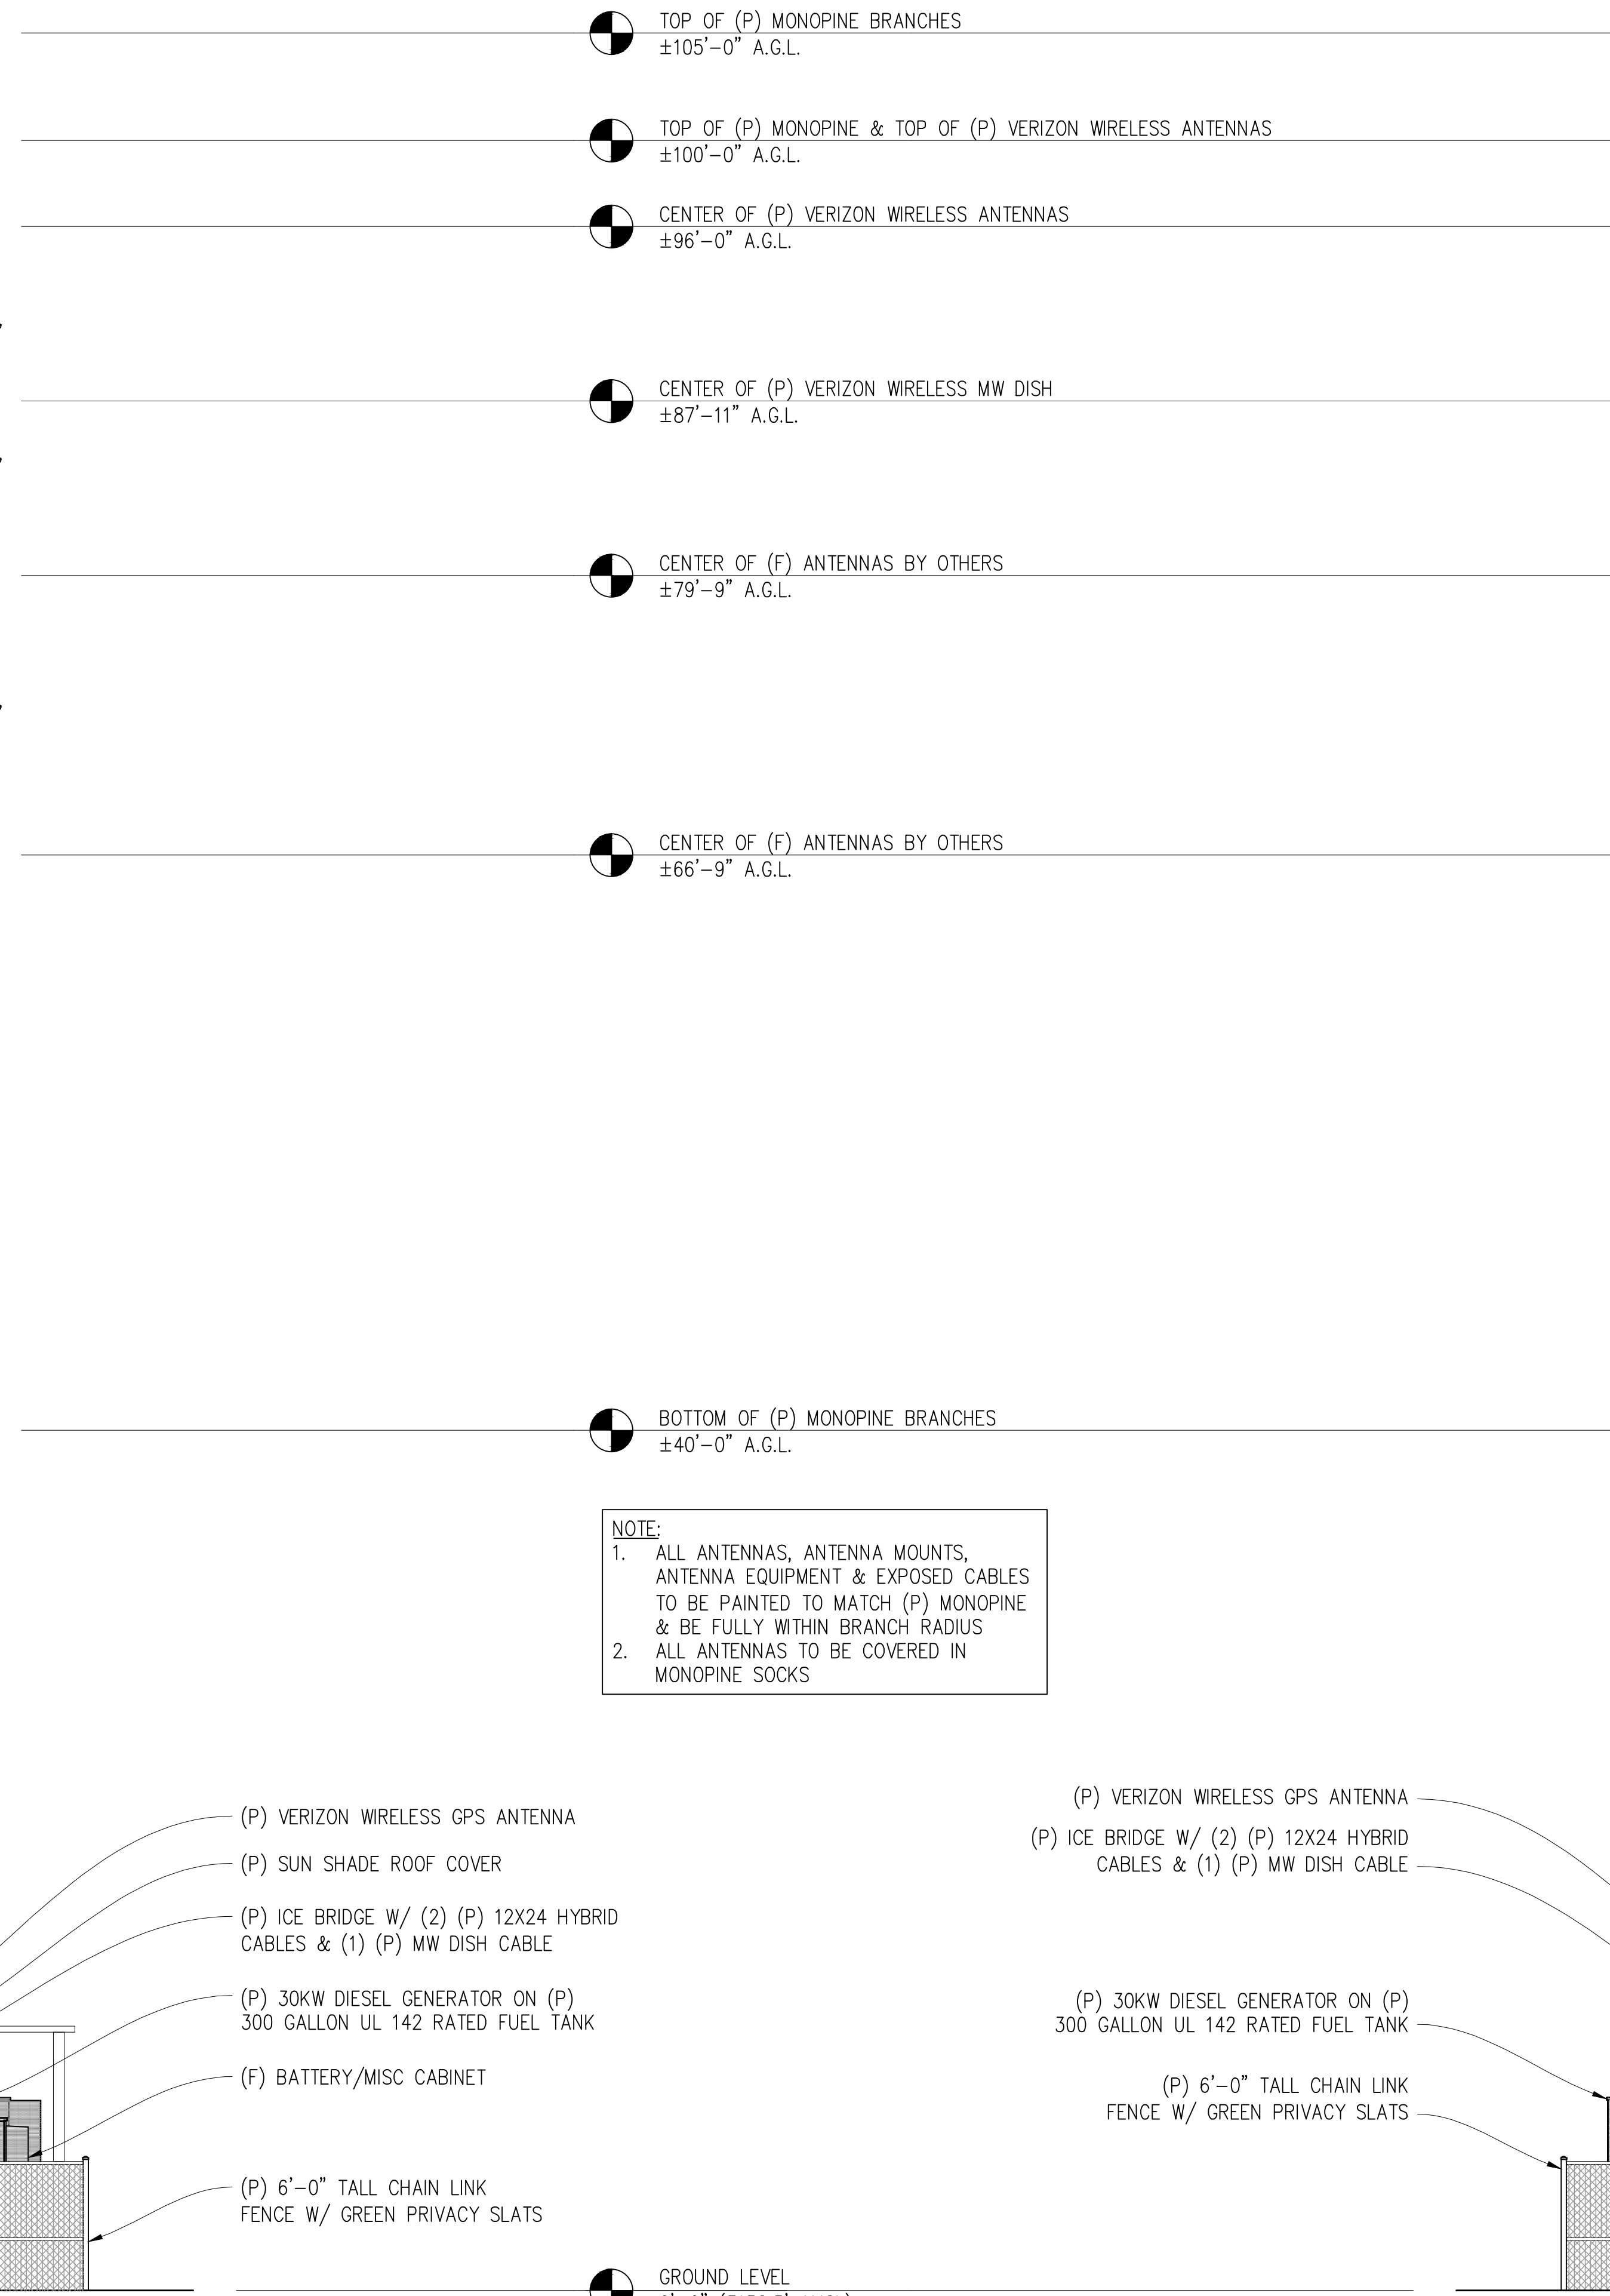 TOP OF (P) MONOPINE BRANCHES
±105'-0" A.G.L.
TOP OF (P) MONOPINE & TOP OF (P) VERIZON WIRELESS ANTENNAS
±100'-0" A.G.L.
CENTER OF (P) VERIZON WIRELESS ANTENNAS
±96'-0" A.G.L.
CENTER OF (P) VERIZON WIRELESS MW DISH
±87'-11" A.G.L.
CENTER OF (F) ANTENNAS BY OTHERS
±79'-9" A.G.L.
CENTER OF (F) ANTENNAS BY OTHERS
±66'-9" A.G.L.
BOTTOM OF (P) MONOPINE BRANCHES
±40'-0" A.G.L.
NOTE:
1. ALL ANTENNAS, ANTENNA MOUNTS,
ANTENNA EQUIPMENT & EXPOSED CABLES
TO BE PAINTED TO MATCH (P) MONOPINE
& BE FULLY WITHIN BRANCH RADIUS
2. ALL ANTENNAS TO BE COVERED IN
MONOPINE SOCKS
(P) VERIZON WIRELESS GPS ANTENNA
(P) SUN SHADE ROOF COVER
(P) ICE BRIDGE W/ (2) (P) 12X24 HYBRID
CABLES & (1) (P) MW DISH CABLE
(P) 30KW DIESEL GENERATOR ON (P)
300 GALLON UL 142 RATED FUEL TANK
(F) BATTERY/MISC CABINET
(P) 6'-0" TALL CHAIN LINK
FENCE W/ GREEN PRIVACY SLATS
(P) VERIZON WIRELESS GPS ANTENNA
(P) ICE BRIDGE W/ (2) (P) 12X24 HYBRID
CABLES & (1) (P) MW DISH CABLE
(P) 30KW DIESEL GENERATOR ON (P)
300 GALLON UL 142 RATED FUEL TANK
(P) 6'-0" TALL CHAIN LINK
FENCE W/ GREEN PRIVACY SLATS
GROUND LEVEL